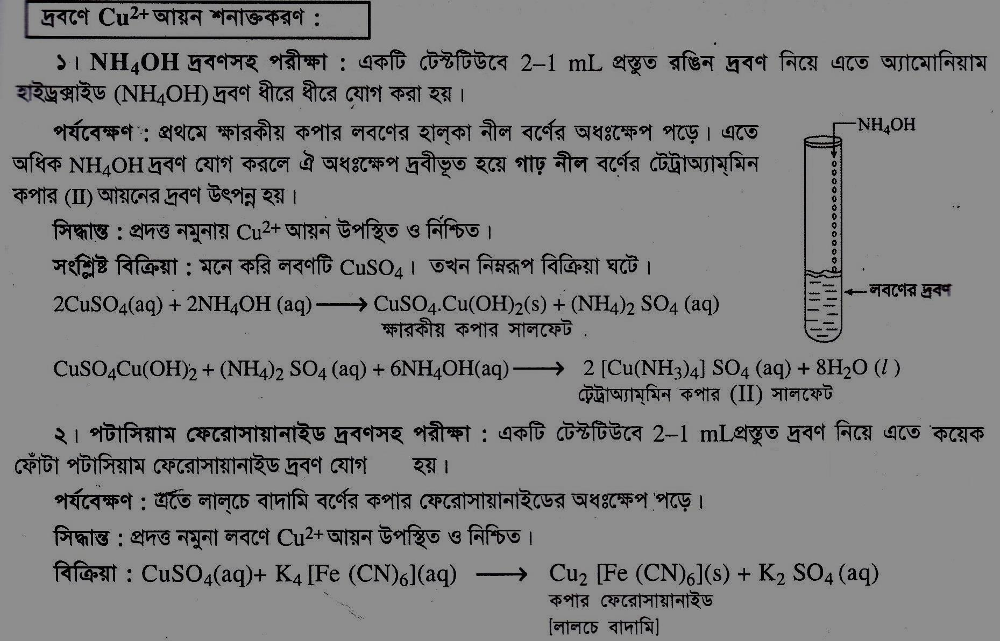 দ্রবণে Cu²⁺ আয়ন শনাক্তকরণ :
১। NH₄OH দ্রবণসহ পরীক্ষা : একটি টেস্টটিউবে 2–1 mL প্রস্তুত রঙিন দ্রবণ নিয়ে এতে অ্যামোনিয়াম
হাইড্রক্সাইড (NH₄OH) দ্রবণ ধীরে ধীরে যোগ করা হয়।
পর্যবেক্ষণ : প্রথমে ক্ষারকীয় কপার লবণের হাল্‌কা নীল বর্ণের অধঃক্ষেপ পড়ে। এতে
অধিক NH₄OH দ্রবণ যোগ করলে ঐ অধঃক্ষেপ দ্রবীভূত হয়ে গাঢ় নীল বর্ণের টেট্রাঅ্যাম্‌মিন
কপার (II) আয়নের দ্রবণ উৎপন্ন হয়।
NH₄OH
লবণের দ্রবণ
সিদ্ধান্ত : প্রদত্ত নমুনায় Cu²⁺ আয়ন উপস্থিত ও নিশ্চিত।
সংশ্লিষ্ট বিক্রিয়া : মনে করি লবণটি CuSO₄। তখন নিম্নরূপ বিক্রিয়া ঘটে।
2CuSO₄(aq) + 2NH₄OH (aq) ⟶ CuSO₄.Cu(OH)₂(s) + (NH₄)₂ SO₄ (aq)
ক্ষারকীয় কপার সালফেট
CuSO₄Cu(OH)₂ + (NH₄)₂ SO₄ (aq) + 6NH₄OH(aq) ⟶ 2 [Cu(NH₃)₄] SO₄ (aq) + 8H₂O (l)
টেট্রাঅ্যাম্‌মিন কপার (II) সালফেট
২। পটাসিয়াম ফেরোসায়ানাইড দ্রবণসহ পরীক্ষা : একটি টেস্টটিউবে 2–1 mLপ্রস্তুত দ্রবণ নিয়ে এতে কয়েক
ফোঁটা পটাসিয়াম ফেরোসায়ানাইড দ্রবণ যোগ হয়।
পর্যবেক্ষণ : এতে লাল্‌চে বাদামি বর্ণের কপার ফেরোসায়ানাইডের অধঃক্ষেপ পড়ে।
সিদ্ধান্ত : প্রদত্ত নমুনা লবণে Cu²⁺ আয়ন উপস্থিত ও নিশ্চিত।
বিক্রিয়া : CuSO₄(aq)+ K₄ [Fe (CN)₆](aq) ⟶ Cu₂ [Fe (CN)₆](s) + K₂ SO₄ (aq)
কপার ফেরোসায়ানাইড
[লালচে বাদামি]